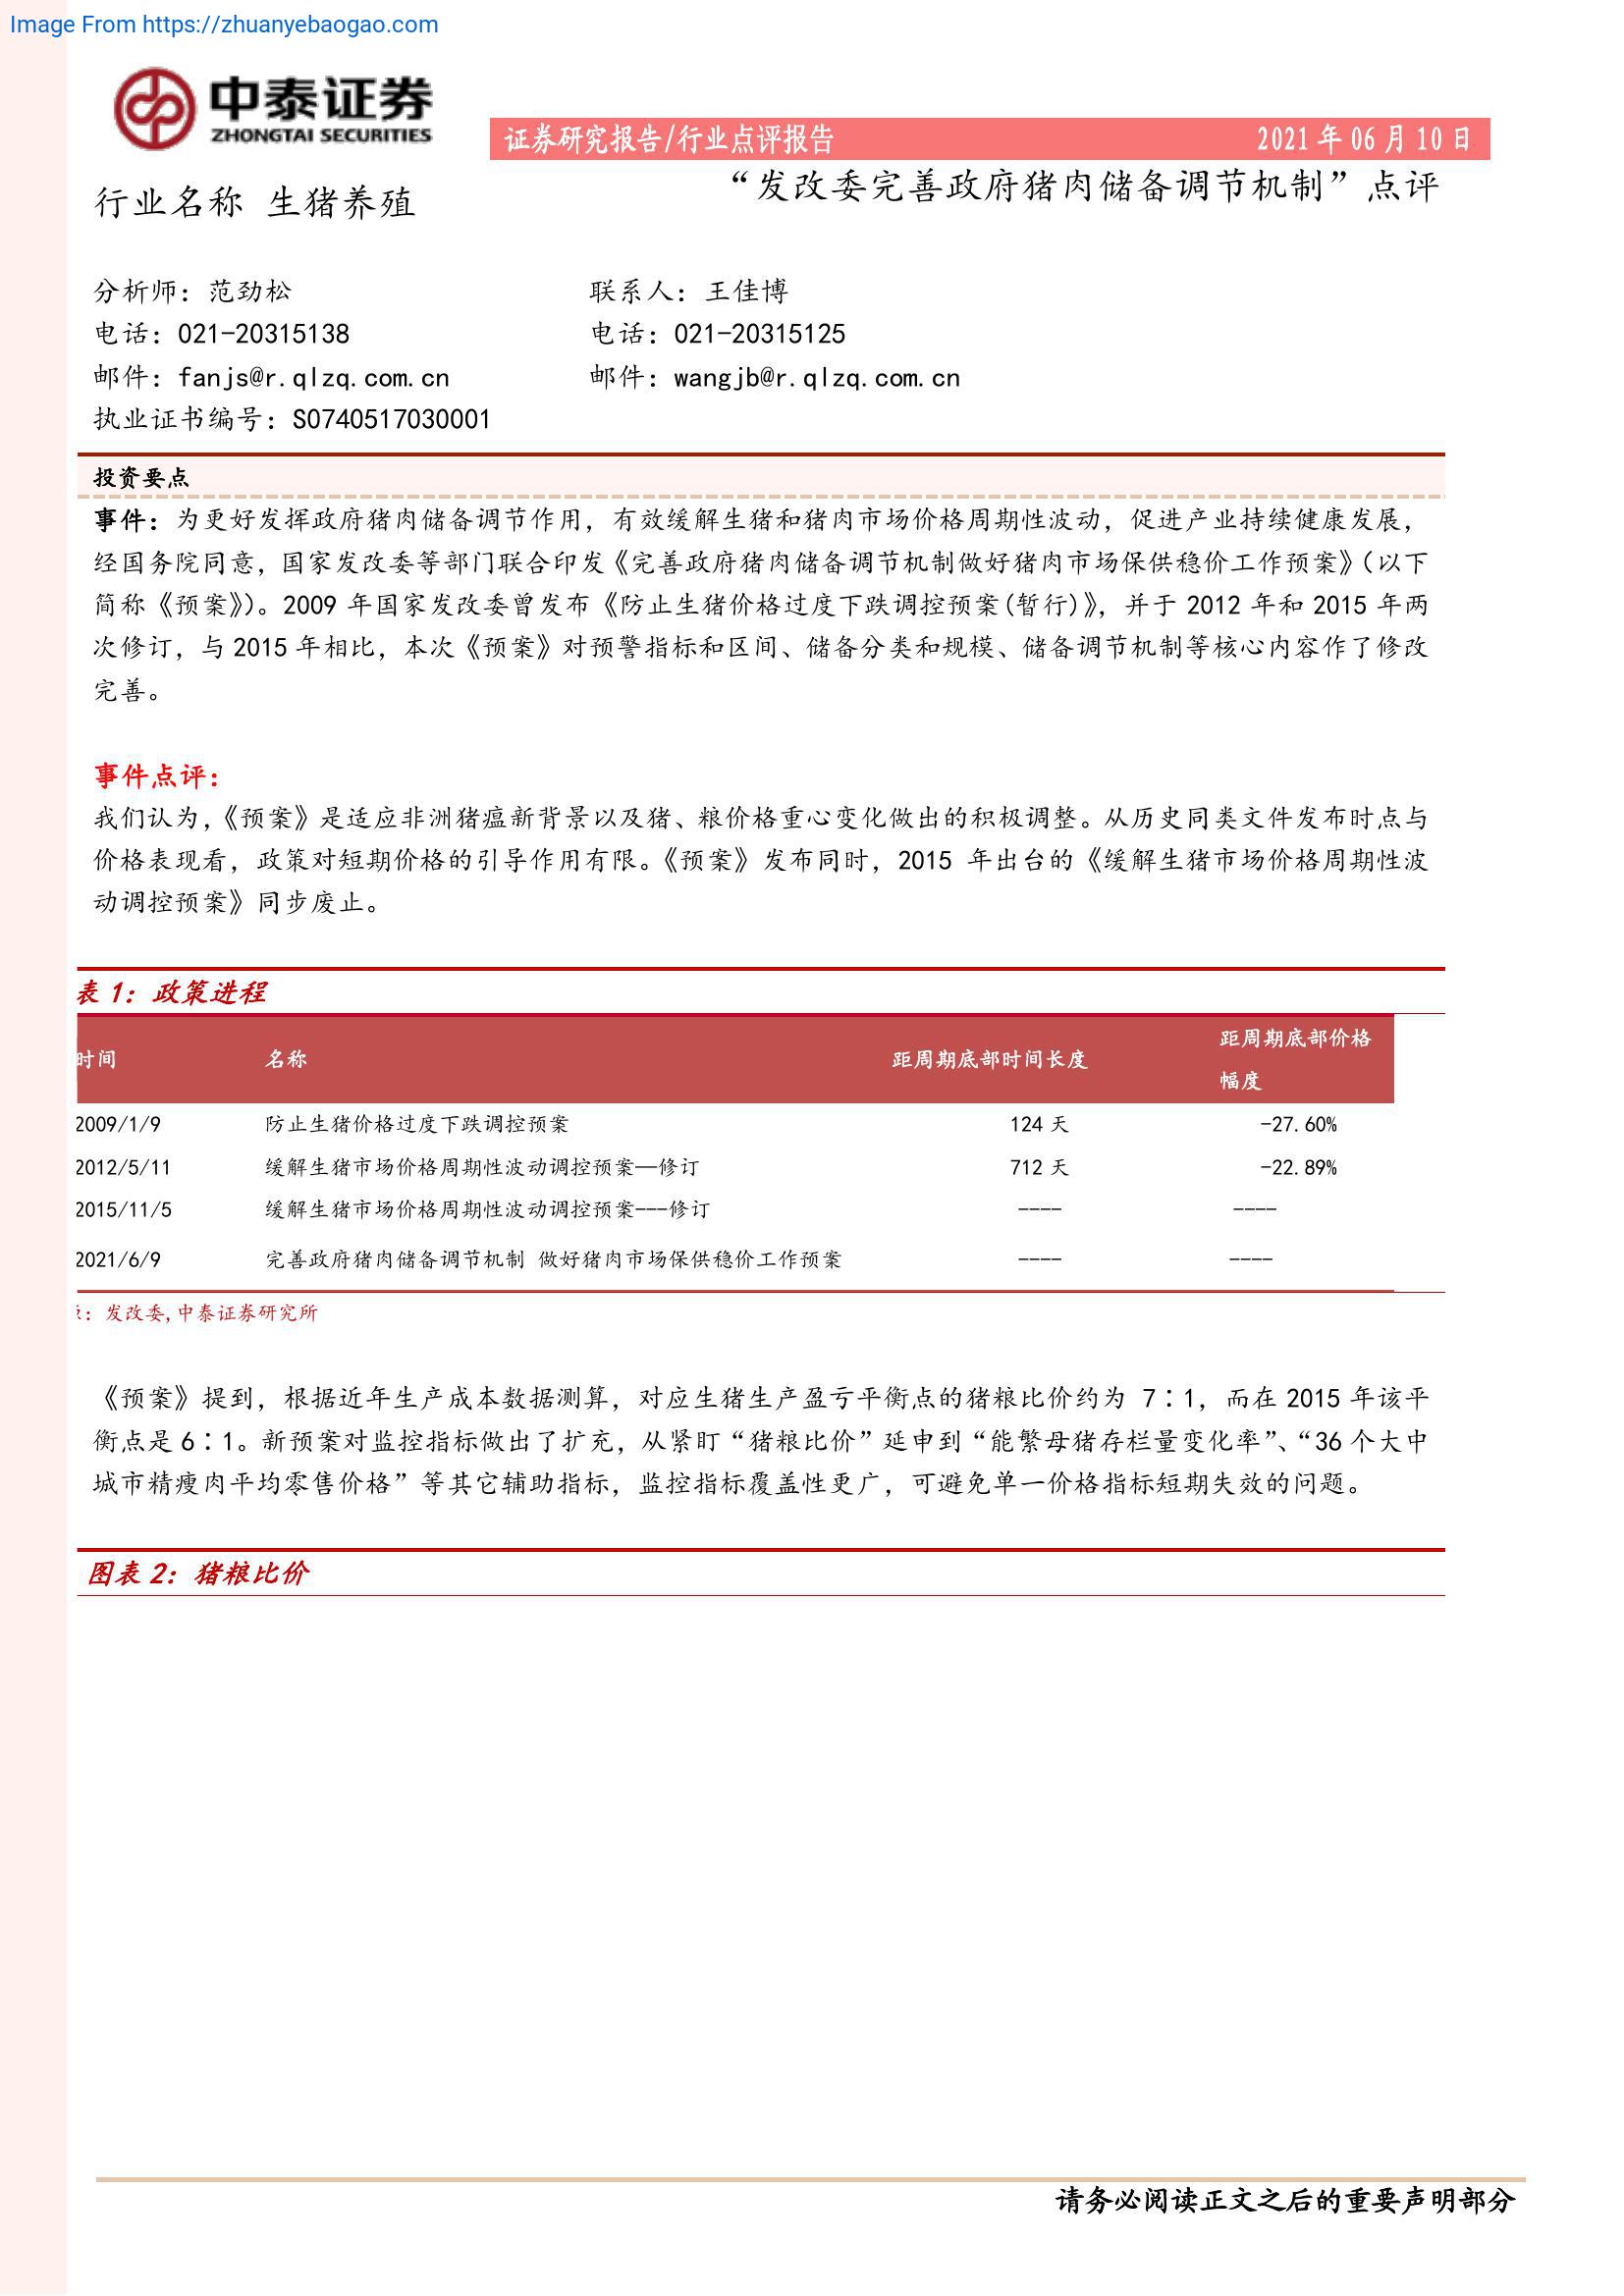 Image From https://zhuanyebaogao.com
中泰证券
ZHONGTAI SECURITIES
证券研究报告/行业点评报告 2021年06月10日
行业名称 生猪养殖
“发改委完善政府猪肉储备调节机制”点评
分析师：范劲松 联系人：王佳博
电话：021-20315138 电话：021-20315125
邮件：fanjs@r.qlzq.com.cn 邮件：wangjb@r.qlzq.com.cn
执业证书编号：S0740517030001
投资要点
事件：为更好发挥政府猪肉储备调节作用，有效缓解生猪和猪肉市场价格周期性波动，促进产业持续健康发展，
经国务院同意，国家发改委等部门联合印发《完善政府猪肉储备调节机制做好猪肉市场保供稳价工作预案》（以下
简称《预案》）。2009 年国家发改委曾发布《防止生猪价格过度下跌调控预案(暂行)》，并于 2012 年和 2015 年两
次修订，与 2015 年相比，本次《预案》对预警指标和区间、储备分类和规模、储备调节机制等核心内容作了修改
完善。
事件点评：
我们认为，《预案》是适应非洲猪瘟新背景以及猪、粮价格重心变化做出的积极调整。从历史同类文件发布时点与
价格表现看，政策对短期价格的引导作用有限。《预案》发布同时，2015 年出台的《缓解生猪市场价格周期性波
动调控预案》同步废止。
表 1：政策进程
时间 名称 距周期底部时间长度 距周期底部价格
幅度
2009/1/9 防止生猪价格过度下跌调控预案 124 天 -27.60%
2012/5/11 缓解生猪市场价格周期性波动调控预案—修订 712 天 -22.89%
2015/11/5 缓解生猪市场价格周期性波动调控预案---修订 ---- ----
2021/6/9 完善政府猪肉储备调节机制 做好猪肉市场保供稳价工作预案 ---- ----
：发改委,中泰证券研究所
《预案》提到，根据近年生产成本数据测算，对应生猪生产盈亏平衡点的猪粮比价约为 7∶1，而在 2015 年该平
衡点是 6∶1。新预案对监控指标做出了扩充，从紧盯“猪粮比价”延申到“能繁母猪存栏量变化率”、“36 个大中
城市精瘦肉平均零售价格”等其它辅助指标，监控指标覆盖性更广，可避免单一价格指标短期失效的问题。
图表 2：猪粮比价
请务必阅读正文之后的重要声明部分